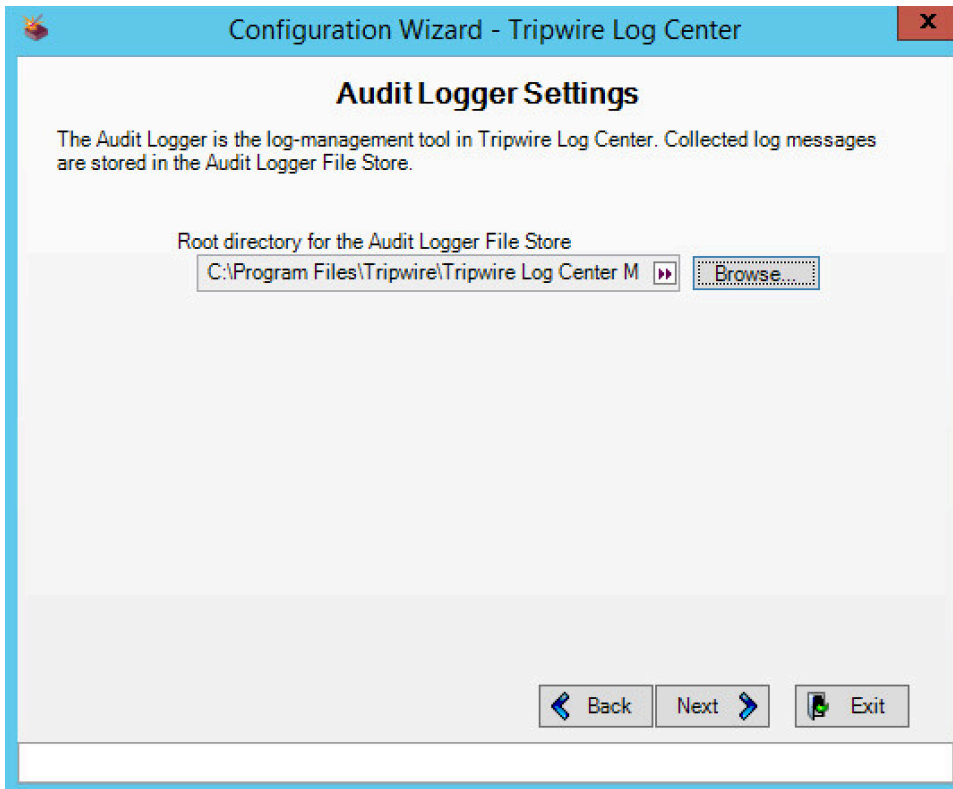 Configuration Wizard - Tripwire Log Center
X
Audit Logger Settings
The Audit Logger is the log-management tool in Tripwire Log Center. Collected log messages
are stored in the Audit Logger File Store.
Root directory for the Audit Logger File Store
C:\Program Files\Tripwire\Tripwire Log Center M
Browse...
Back
Next
Exit